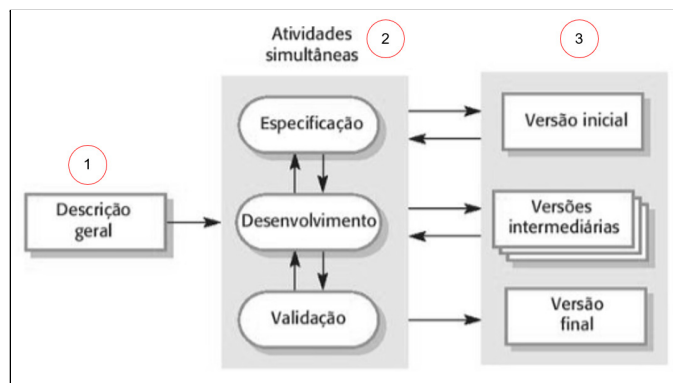 Atividades
simultâneas
2
3
Especificação
Versão inicial
1
Descrição
geral
Desenvolvimento
Versões
intermediárias
Validação
Versão
final